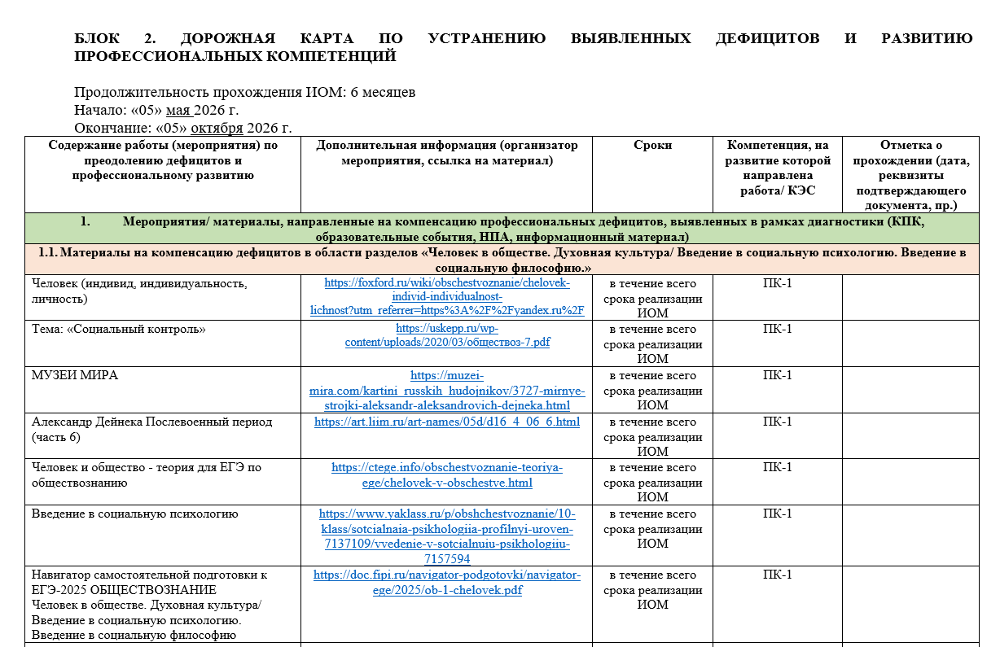 БЛОК 2. ДОРОЖНАЯ КАРТА ПО УСТРАНЕНИЮ ВЫЯВЛЕННЫХ ДЕФИЦИТОВ И РАЗВИТИЮ
ПРОФЕССИОНАЛЬНЫХ КОМПЕТЕНЦИЙ
Продолжительность прохождения ИОМ: 6 месяцев
Начало: «05» мая 2026 г.
Окончание: «05» октября 2026 г.
Содержание работы (мероприятия) по
преодолению дефицитов и
профессиональному развитию
Дополнительная информация (организатор
мероприятия, ссылка на материал)
Сроки
Компетенция, на
развитие которой
направлена
работа/ КЭС
Отметка о
прохождении (дата,
реквизиты
подтверждающего
документа, пр.)
1. Мероприятия/ материалы, направленные на компенсацию профессиональных дефицитов, выявленных в рамках диагностики (КПК,
образовательные события, НПА, информационный материал)
1.1. Материалы на компенсацию дефицитов в области разделов «Человек в обществе. Духовная культура/ Введение в социальную психологию. Введение в
социальную философию.»
Человек (индивид, индивидуальность,
личность)
https://foxford.ru/wiki/obschestvoznanie/chelovek-
individ-individualnost-
lichnost?utm_referrer=https%3A%2F%2Fyandex.ru%2F
в течение всего
срока реализации
ИОМ
ПК-1
Тема: «Социальный контроль»
https://uskepp.ru/wp-
content/uploads/2020/03/обществоз-7.pdf
в течение всего
срока реализации
ИОМ
ПК-1
МУЗЕИ МИРА
https://muzei-
mira.com/kartini_russkih_hudojnikov/3727-mirnye-
strojki-aleksandr-aleksandrovich-dejneka.html
в течение всего
срока реализации
ИОМ
ПК-1
Александр Дейнека Послевоенный период
(часть 6)
https://art.liim.ru/art-names/05d/d16_4_06_6.html
в течение всего
срока реализации
ИОМ
ПК-1
Человек и общество - теория для ЕГЭ по
обществознанию
https://ctege.info/obschestvoznanie-teoriya-
ege/chelovek-v-obschestve.html
в течение всего
срока реализации
ИОМ
ПК-1
Введение в социальную психологию
https://www.yaklass.ru/p/obshchestvoznanie/10-
klass/sotcialnaia-psikhologiia-profilnyi-uroven-
7137109/vvedenie-v-sotcialnuiu-psikhologiiu-
7157594
в течение всего
срока реализации
ИОМ
ПК-1
Навигатор самостоятельной подготовки к
ЕГЭ-2025 ОБЩЕСТВОЗНАНИЕ
Человек в обществе. Духовная культура/
Введение в социальную психологию.
Введение в социальную философию
https://doc.fipi.ru/navigator-podgotovki/navigator-
ege/2025/ob-1-chelovek.pdf
в течение всего
срока реализации
ИОМ
ПК-1